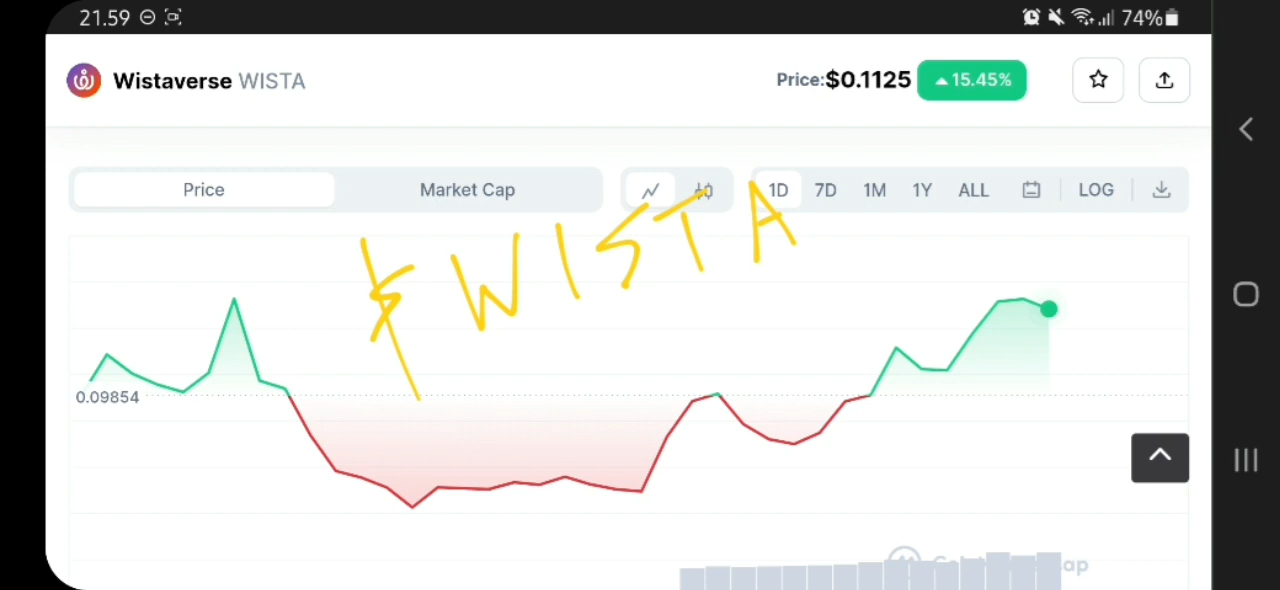 21.59 74%
Wistaverse WISTA Price:$0.1125 15.45%
Price Market Cap 1D 7D 1M 1Y ALL LOG
$WISTA
0.09854